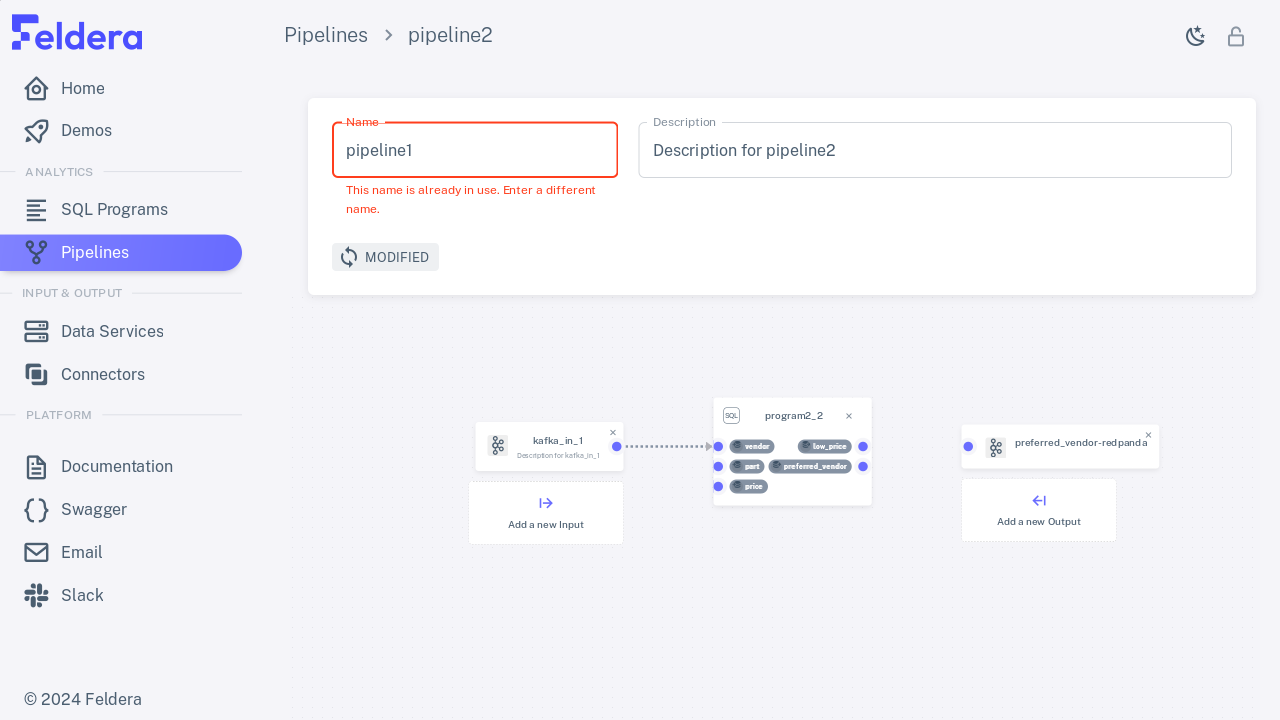 Feldera
Pipelines > pipeline2
Home
Demos
ANALYTICS
SQL Programs
Pipelines
INPUT & OUTPUT
Data Services
Connectors
PLATFORM
Documentation
Swagger
Email
Slack
© 2024 Feldera
Name
pipeline1
This name is already in use. Enter a different
name.
Description
Description for pipeline2
MODIFIED
kafka_in_1
Description for kafka_in_1
Add a new Input
SQL
program2_2
vendor
low_price
part
preferred_vendor
price
preferred_vendor-redpanda
Add a new Output